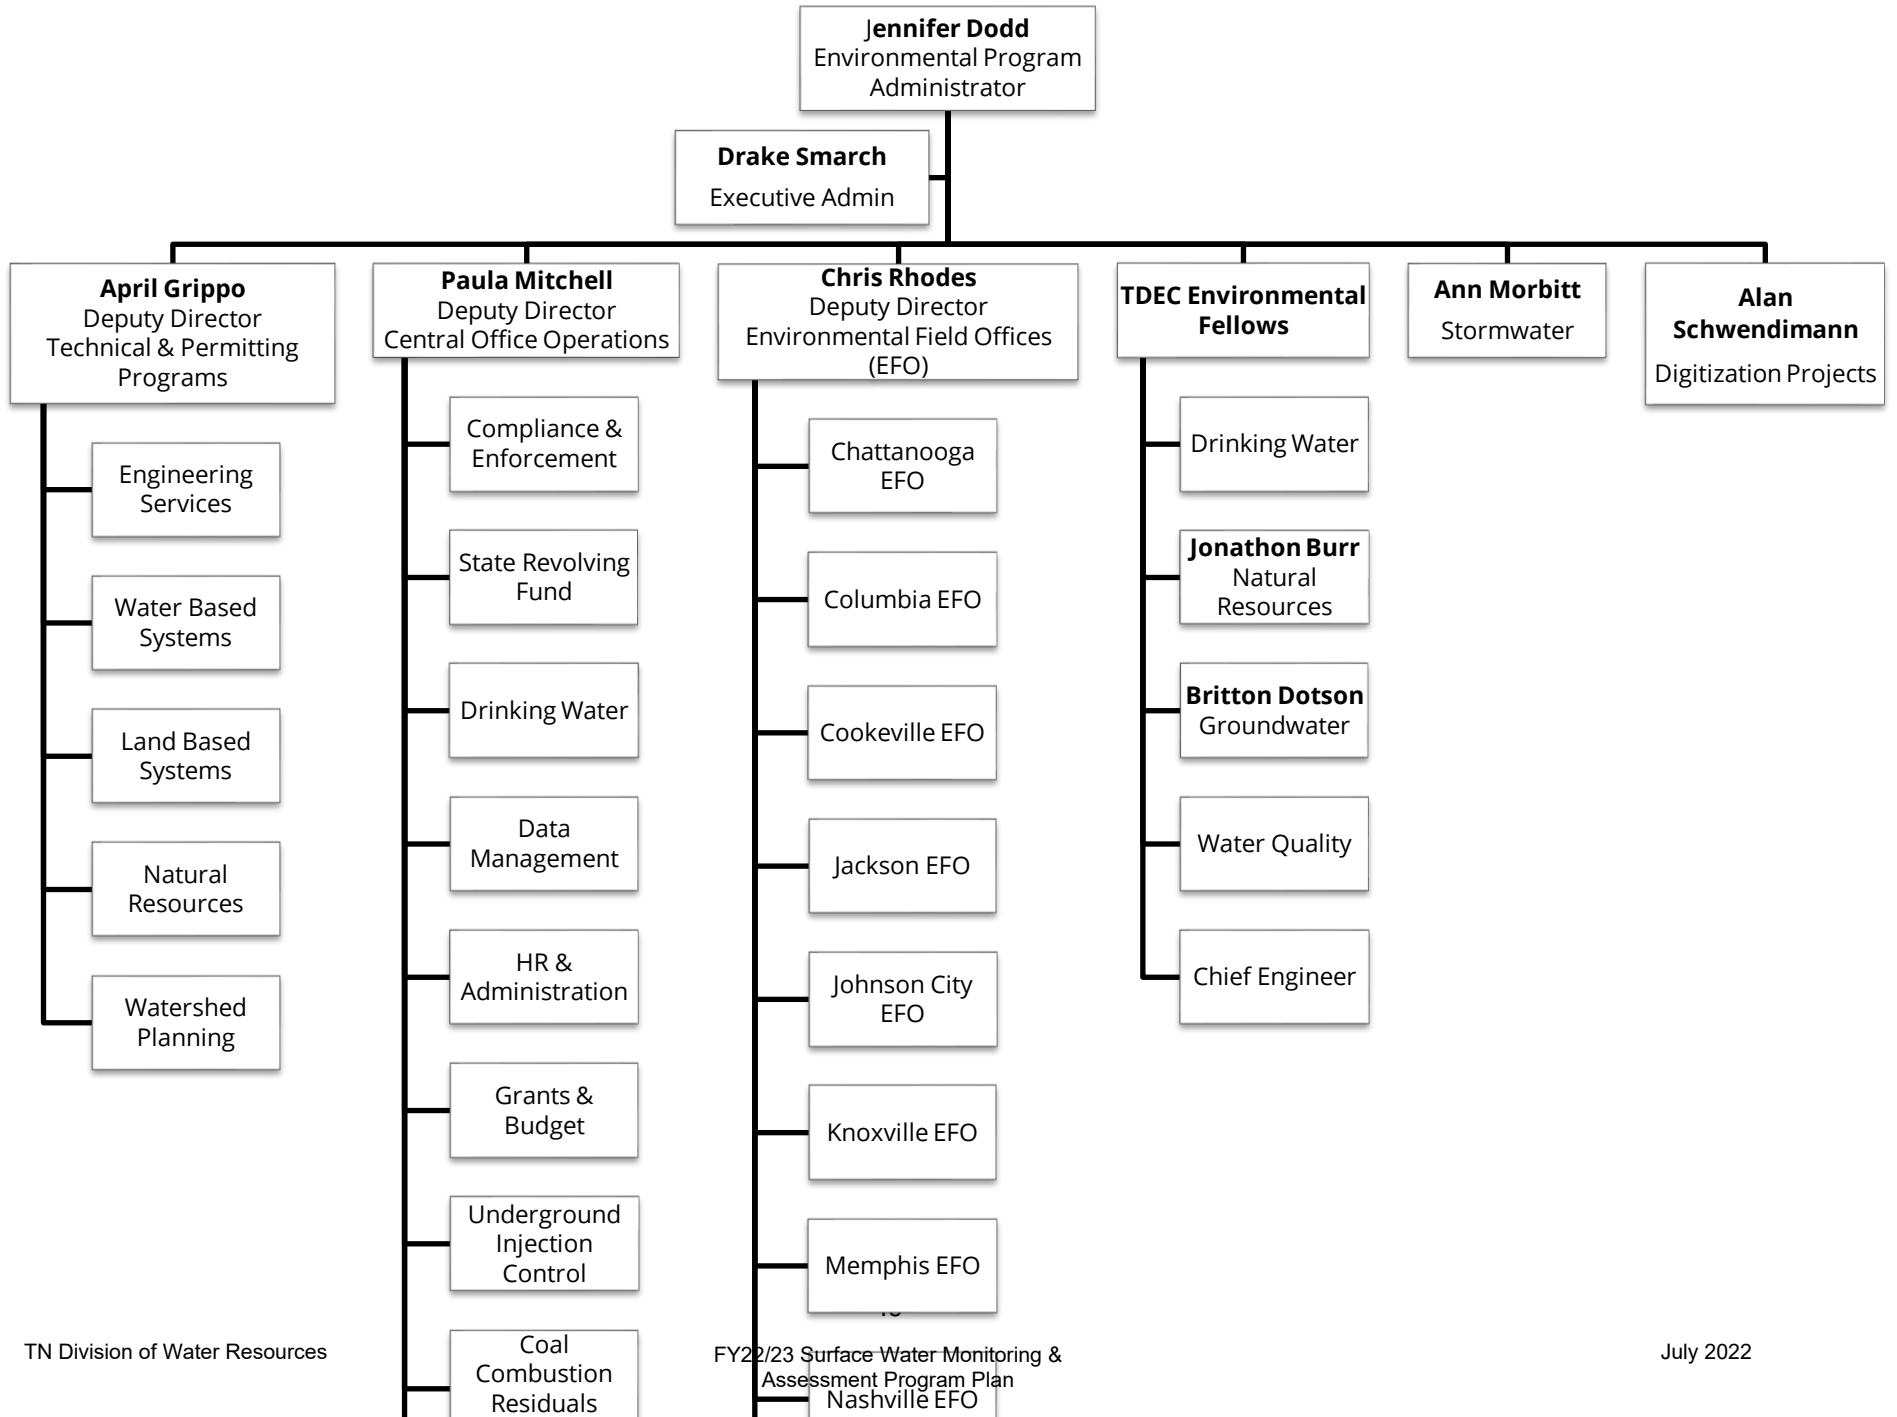 Jennifer Dodd
Environmental Program
Administrator
Drake Smarch
Executive Admin
April Grippo
Deputy Director
Technical & Permitting
Programs
Engineering
Services
Water Based
Systems
Land Based
Systems
Natural
Resources
Watershed
Planning
Paula Mitchell
Deputy Director
Central Office Operations
Compliance &
Enforcement
State Revolving
Fund
Drinking Water
Data
Management
HR &
Administration
Grants &
Budget
Underground
Injection
Control
Coal
Combustion
Residuals
Chris Rhodes
Deputy Director
Environmental Field Offices
(EFO)
Chattanooga
EFO
Columbia EFO
Cookeville EFO
Jackson EFO
Johnson City
EFO
Knoxville EFO
Memphis EFO
Nashville EFO
TDEC Environmental
Fellows
Drinking Water
Jonathon Burr
Natural
Resources
Britton Dotson
Groundwater
Water Quality
Chief Engineer
Ann Morbitt
Stormwater
Alan
Schwendimann
Digitization Projects
TN Division of Water Resources
FY22/23 Surface Water Monitoring &
Assessment Program Plan
July 2022